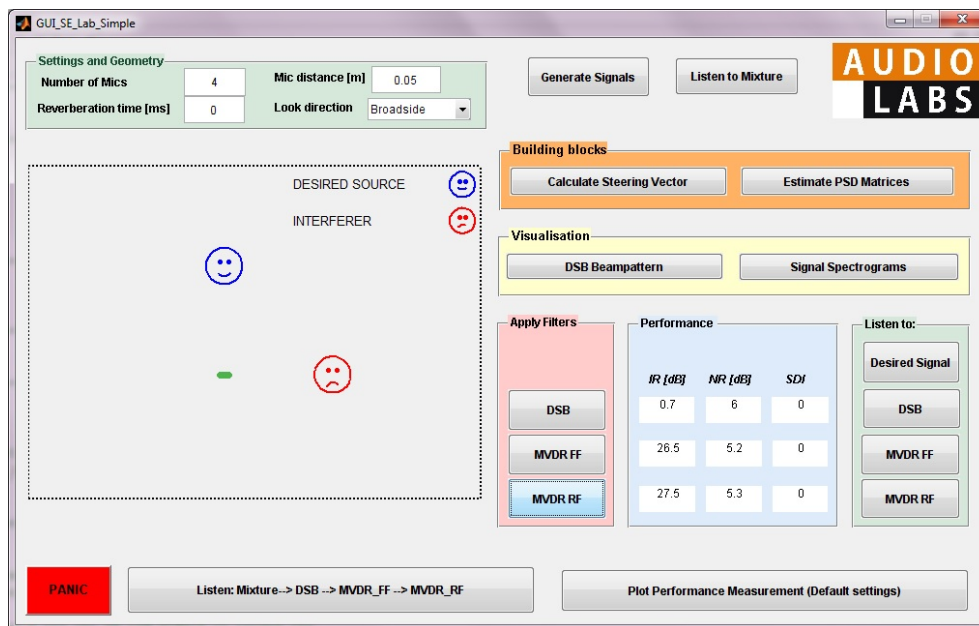 GUI_SE_Lab_Simple
Settings and Geometry
Number of Mics 4 Mic distance [m] 0.05
Reverberation time [ms] 0 Look direction Broadside
Generate Signals Listen to Mixture
AUDIO
LABS
DESIRED SOURCE
INTERFERER
Building blocks
Calculate Steering Vector Estimate PSD Matrices
Visualisation
DSB Beampattern Signal Spectrograms
Apply Filters
DSB
MVDR FF
MVDR RF
Performance
IR [dB] NR [dB] SDI
0.7 6 0
26.5 5.2 0
27.5 5.3 0
Listen to:
Desired Signal
DSB
MVDR FF
MVDR RF
PANIC
Listen: Mixture--> DSB --> MVDR_FF --> MVDR_RF
Plot Performance Measurement (Default settings)